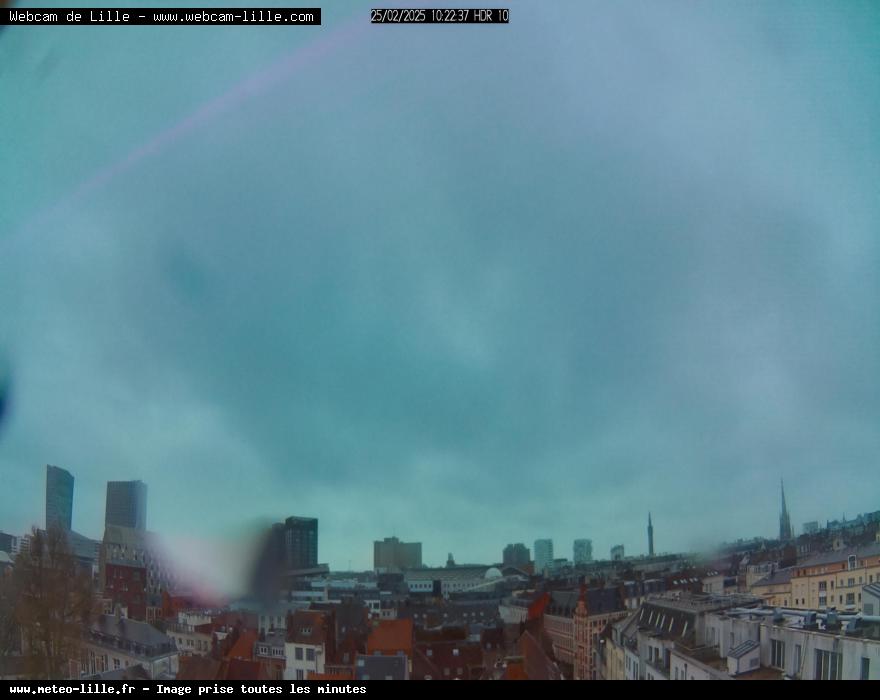 Webcam de Lille - www.webcam-lille.com
25/02/2025 10:22:37 HDR 10
www.meteo-lille.fr - Image prise toutes les minutes